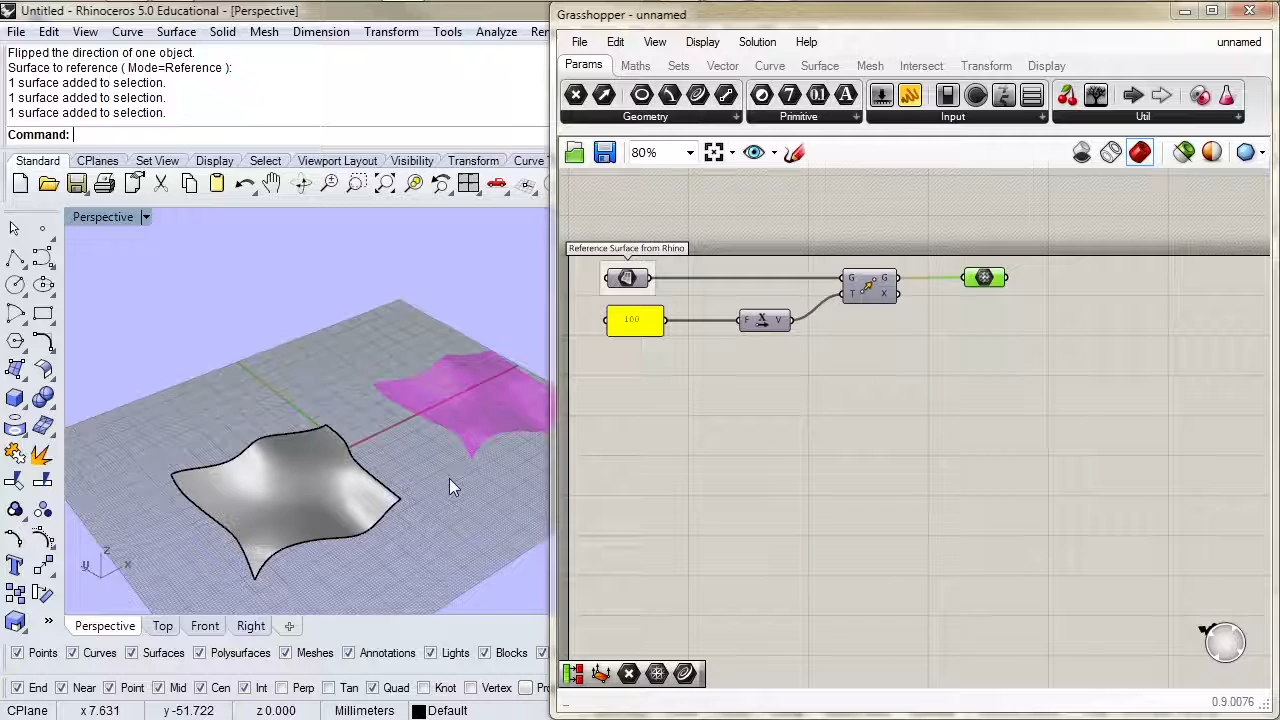 Untitled - Rhinoceros 5.0 Educational - [Perspective]
File Edit View Curve Surface Solid Mesh Dimension Transform Tools Analyze
Flipped the direction of one object.
Surface to reference ( Mode=Reference ):
1 surface added to selection.
1 surface added to selection.
1 surface added to selection.
Command:
Standard CPlanes Set View Display Select Viewport Layout Visibility Transform Curve
Perspective
z
y x
Perspective Top Front Right
Points Curves Surfaces Polysurfaces Meshes Annotations Lights Blocks
End Near Point Mid Cen Int Perp Tan Quad Knot Vertex
CPlane x 7.631 y -51.722 z 0.000 Millimeters Default
Grasshopper - unnamed
File Edit View Display Solution Help unnamed
Params Maths Sets Vector Curve Surface Mesh Intersect Transform Display
7 0.1 A
Geometry Primitive Input Util
80%
Reference Surface from Rhino
G G
T X
100
F X V
0.9.0076